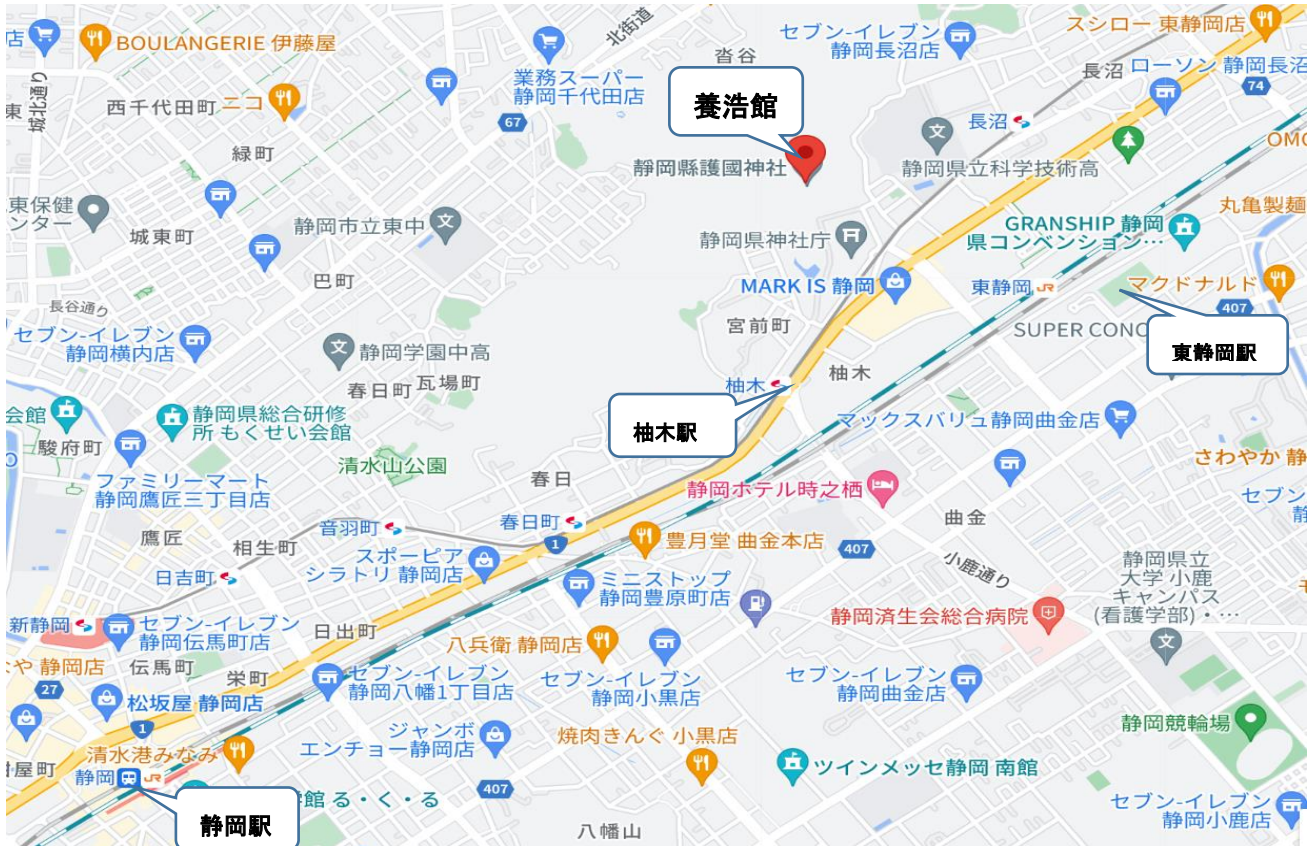 店
BOULANGERIE 伊藤屋
北街道
業務スーパー
静岡千代田店
沓谷
セブン-イレブン
静岡長沼店
スシロー 東静岡店
長沼
ローソン 静岡長沼
74
城北通り
東
西千代田町
ニコ
67
養浩館
長沼
緑町
静岡縣護國神社
静岡県立科学技術高
OMO
東保健
ンター
静岡市立東中
城東町
静岡県神社庁
GRANSHIP 静岡
県コンベンション…
丸亀製麺
巴町
MARK IS 静岡
東静岡 JR
マクドナルド
407
長谷通り
セブン-イレブン
静岡横内店
宮前町
SUPER CONC
東静岡駅
静岡学園中高
春日町
瓦場町
柚木
柚木
会館
静岡県総合研修
所 もくせい会館
柚木駅
マックスバリュ静岡曲金店
駿府町
清水山公園
さわやか 静
ファミリーマート
静岡鷹匠三丁目店
春日
静岡ホテル時之栖
セブン
静
鷹匠
相生町
音羽町
春日町
1
豊月堂 曲金本店
407
曲金
小鹿通り
静岡県立
大学 小鹿
キャンパス
(看護学部)・…
日吉町
スポーピア
シラトリ 静岡店
ミニストップ
静岡豊原町店
静岡済生会総合病院
新静岡
セブン-イレブン
静岡伝馬町店
日出町
八兵衛 静岡店
や 静岡店
伝馬町
栄町
セブン-イレブン
静岡八幡1丁目店
セブン-イレブン
静岡小黒店
セブン-イレブン
静岡曲金店
27
松坂屋 静岡店
1
ジャンボ
エンチョー静岡店
焼肉きんぐ 小黒店
静岡競輪場
清水港みなみ
屋町
静岡 JR
ツインメッセ静岡 南館
館 る・く・る
407
静岡駅
八幡山
セブン-イレブン
静岡小鹿店